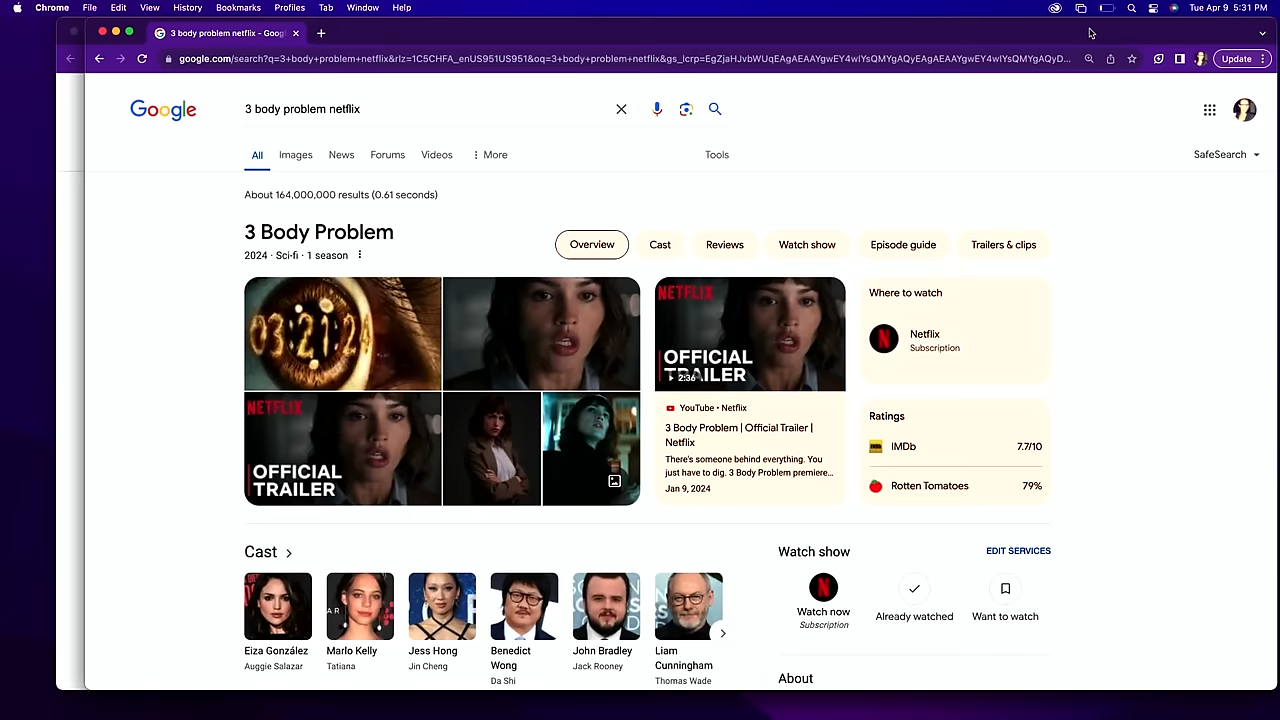 Chrome File Edit View History Bookmarks Profiles Tab Window Help Tue Apr 9 5:31 PM
3 body problem netflix - Goog
google.com/search?q=3+body+problem+netflix&rlz=1C5CHFA_enUS951US951&oq=3+body+problem+netflix&gs_lcrp=EgZjaHJvbWUqEAgAEAAYgwEY4wIYsQMYgAQyEAgAEAAYgwEY4wIYsQMYgAQyD... Update
Google 3 body problem netflix
All Images News Forums Videos More Tools SafeSearch
About 164,000,000 results (0.61 seconds)
3 Body Problem
2024 · Sci-fi · 1 season
Overview Cast Reviews Watch show Episode guide Trailers & clips
03:21:24
NETFLIX
OFFICIAL
TRAILER
NETFLIX
OFFICIAL
TRAILER
2:36
YouTube • Netflix
3 Body Problem | Official Trailer |
Netflix
There's someone behind everything. You
just have to dig. 3 Body Problem premiere...
Jan 9, 2024
Where to watch
Netflix
Subscription
Ratings
IMDb 7.7/10
Rotten Tomatoes 79%
Cast
Eiza González
Auggie Salazar
Marlo Kelly
Tatiana
Jess Hong
Jin Cheng
Benedict
Wong
Da Shi
John Bradley
Jack Rooney
Liam
Cunningham
Thomas Wade
Watch show EDIT SERVICES
Watch now
Subscription
Already watched
Want to watch
About